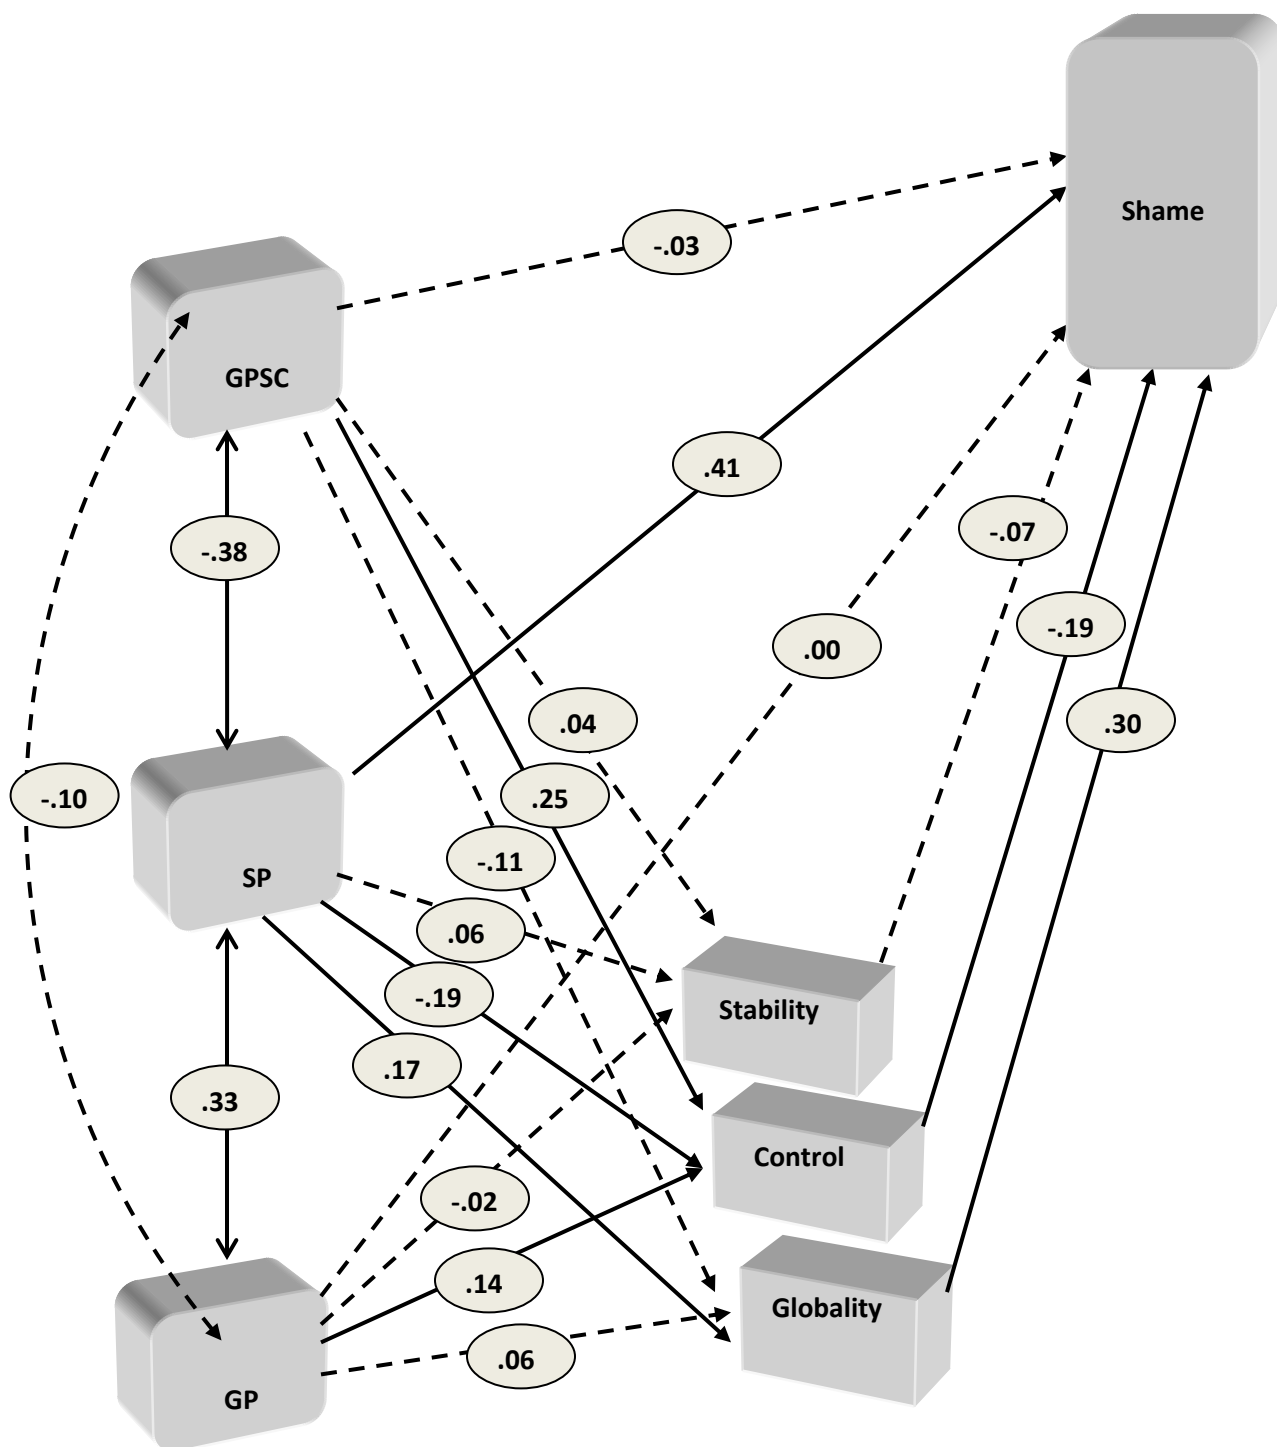 Shame
-.03
GPSC
.41
-.07
-.38
-.19
.00
.30
.04
-.10
.25
-.11
SP
.06
-.19
Stability
.17
.33
Control
-.02
.14
Globality
.06
GP